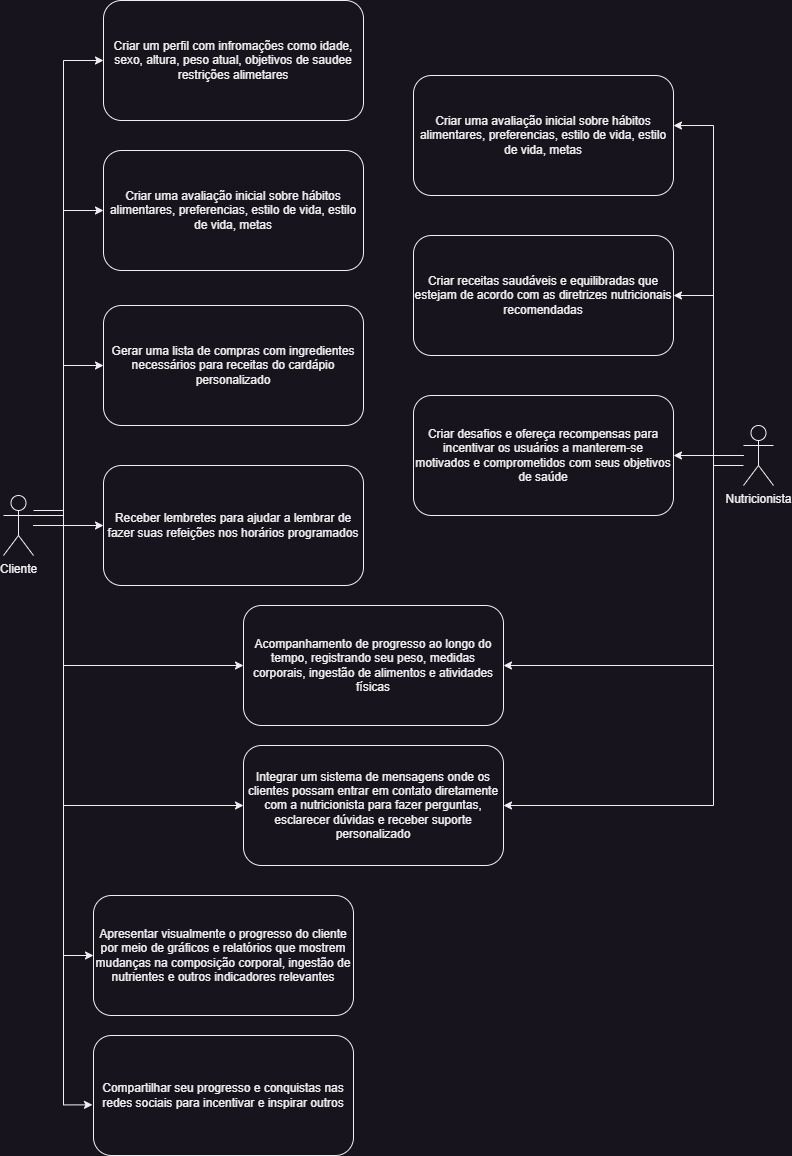 Criar um perfil com infromações como idade,
sexo, altura, peso atual, objetivos de saudee
restrições alimetares
Criar uma avaliação inicial sobre hábitos
alimentares, preferencias, estilo de vida, estilo
de vida, metas
Criar uma avaliação inicial sobre hábitos
alimentares, preferencias, estilo de vida, estilo
de vida, metas
Criar receitas saudáveis e equilibradas que
estejam de acordo com as diretrizes nutricionais
recomendadas
Gerar uma lista de compras com ingredientes
necessários para receitas do cardápio
personalizado
Criar desafios e ofereça recompensas para
incentivar os usuários a manterem-se
motivados e comprometidos com seus objetivos
de saúde
Nutricionista
Receber lembretes para ajudar a lembrar de
fazer suas refeições nos horários programados
Cliente
Acompanhamento de progresso ao longo do
tempo, registrando seu peso, medidas
corporais, ingestão de alimentos e atividades
físicas
Integrar um sistema de mensagens onde os
clientes possam entrar em contato diretamente
com a nutricionista para fazer perguntas,
esclarecer dúvidas e receber suporte
personalizado
Apresentar visualmente o progresso do cliente
por meio de gráficos e relatórios que mostrem
mudanças na composição corporal, ingestão de
nutrientes e outros indicadores relevantes
Compartilhar seu progresso e conquistas nas
redes sociais para incentivar e inspirar outros